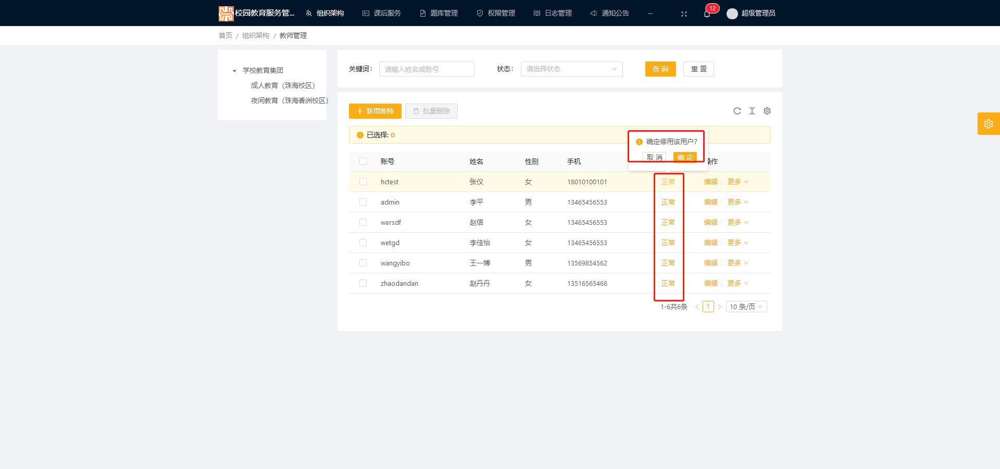 校园教育服务管... 组织架构 课后服务 题库管理 权限管理 日志管理 通知公告 ... 12 超级管理员
首页 / 组织架构 / 教师管理
学校教育集团
成人教育（珠海校区）
夜间教育（珠海香洲校区）
关键词： 请输入姓名或账号 状态： 请选择状态 查 询 重 置
新增教师 批量删除
已选择: 0
确定停用该用户?
取 消 确 定
账号 姓名 性别 手机 操作
hctest 张仪 女 18010100101 正常 编辑 更多
admin 李平 男 13465456553 正常 编辑 更多
wersdf 赵信 女 13465456553 正常 编辑 更多
wetgd 李佳怡 女 13465456553 正常 编辑 更多
wangyibo 王一博 男 13569854562 正常 编辑 更多
zhaodandan 赵丹丹 女 13516565468 正常 编辑 更多
1-6共6条 < 1 > 10 条/页